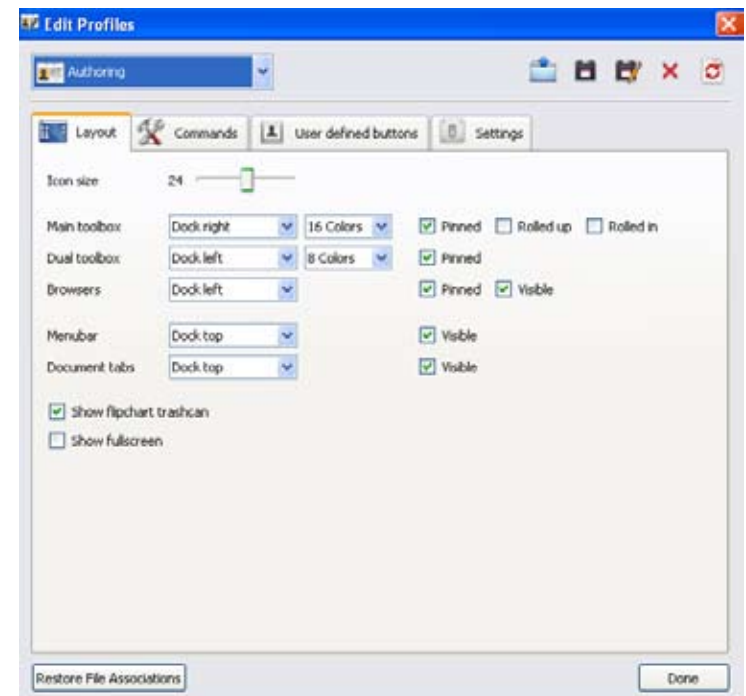 Edit Profiles
Authoring
Layout Commands User defined buttons Settings
Icon size 24
Main toolbox Dock right 16 Colors Pinned Rolled up Rolled in
Dual toolbox Dock left 8 Colors Pinned
Browsers Dock left Pinned Visible
Menubar Dock top Visible
Document tabs Dock top Visible
Show flipchart trashcan
Show fullscreen
Restore File Associations Done